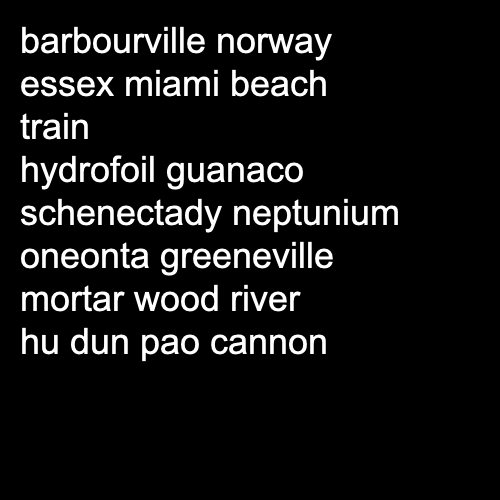 barbourville norway
essex miami beach
train
hydrofoil guanaco
schenectady neptunium
oneonta greeneville
mortar wood river
hu dun pao cannon